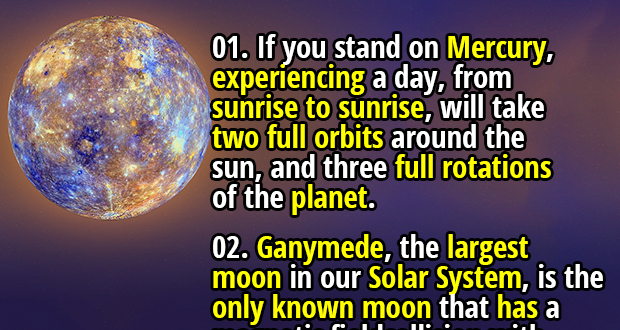 01. If you stand on Mercury,
experiencing a day, from
sunrise to sunrise, will take
two full orbits around the
sun, and three full rotations
of the planet.
02. Ganymede, the largest
moon in our Solar System, is the
only known moon that has a